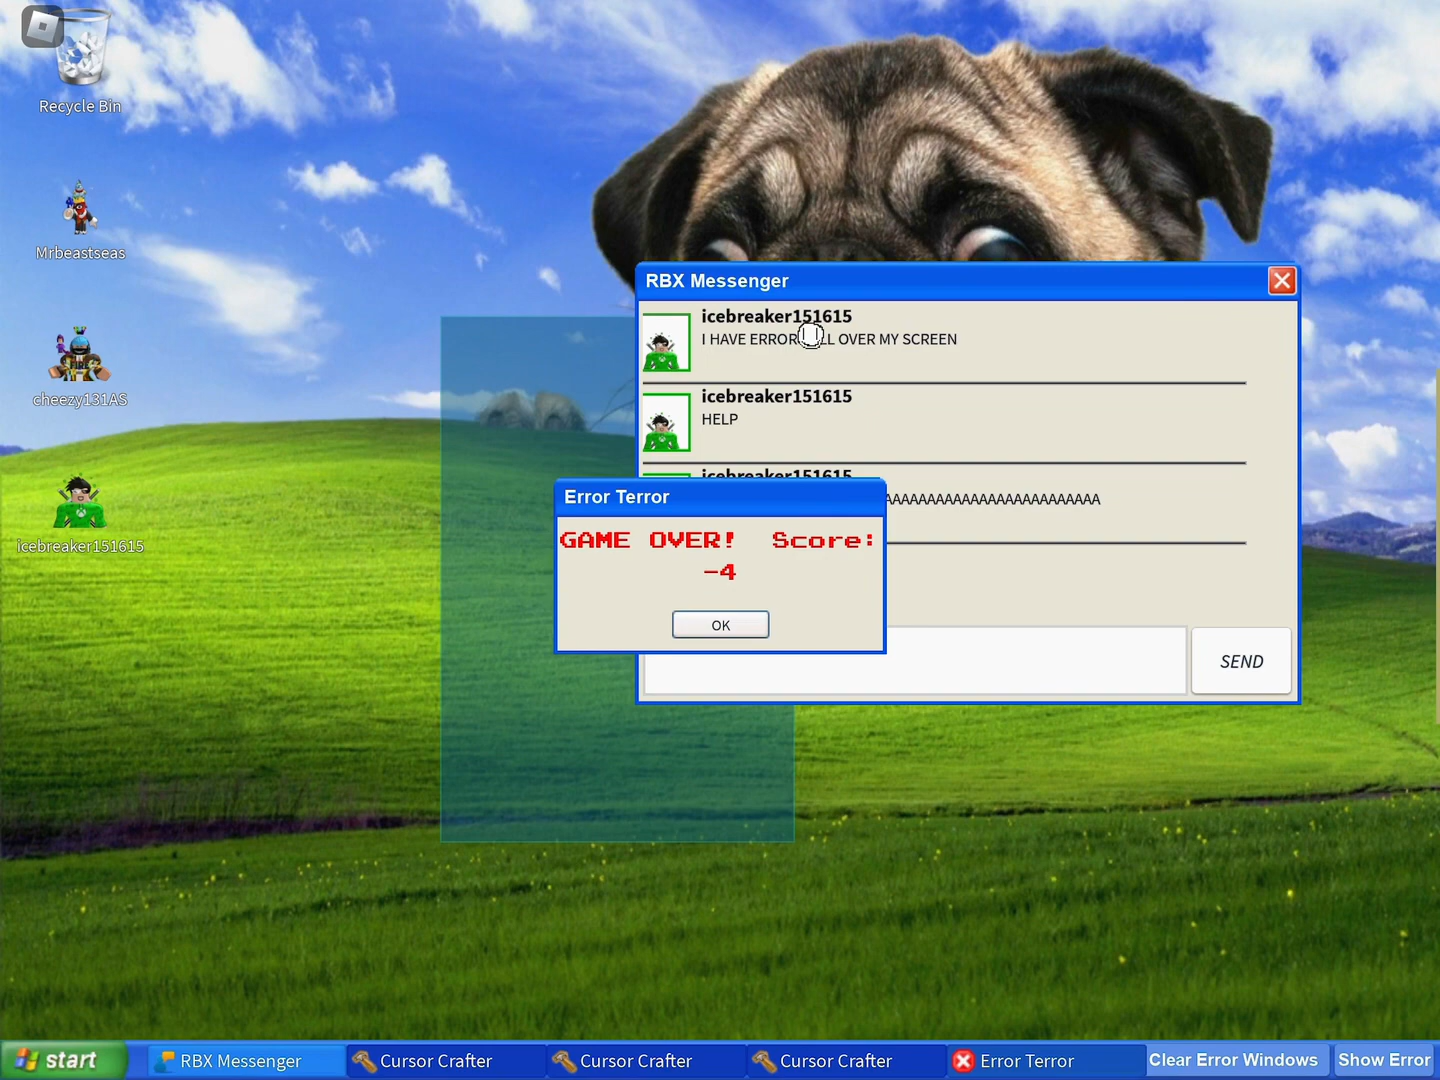 Recycle Bin
Mrbeastseas
cheezy131AS
icebreaker151615
RBX Messenger
icebreaker151615
I HAVE ERROR LL OVER MY SCREEN
icebreaker151615
HELP
icebreaker151615
AAAAAAAAAAAAAAAAAAAAAAAAA
SEND
Error Terror
GAME OVER! Score:
-4
OK
start
RBX Messenger
Cursor Crafter
Cursor Crafter
Cursor Crafter
Error Terror
Clear Error Windows
Show Error